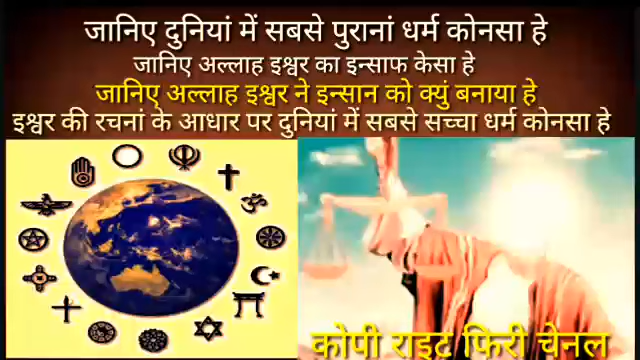 जानिए दुनियां में सबसे पुरानां धर्म कोनसा हे
जानिए अल्लाह इश्वर का इन्साफ केसा हे
जानिए अल्लाह इश्वर ने इन्सान को क्युं बनाया हे
इश्वर की रचनां के आधार पर दुनियां में सबसे सच्चा धर्म कोनसा हे
कोपी राइट फ्रिी चेनल